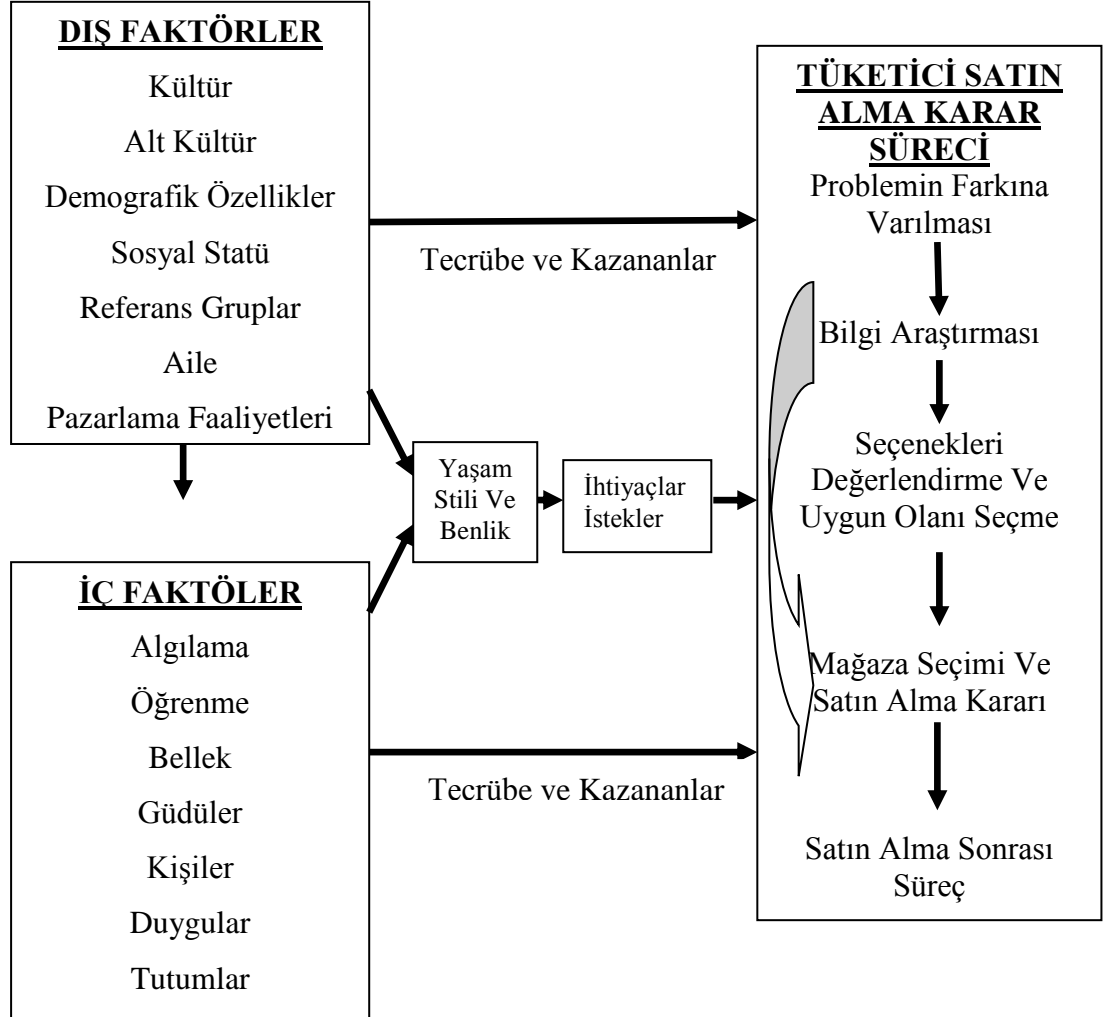 DIŞ FAKTÖRLER
Kültür
Alt Kültür
Demografik Özellikler
Sosyal Statü
Referans Gruplar
Aile
Pazarlama Faaliyetleri
Tecrübe ve Kazananlar
Yaşam
Stili Ve
Benlik
İhtiyaçlar
İstekler
İÇ FAKTÖLER
Algılama
Öğrenme
Bellek
Güdüler
Kişiler
Duygular
Tutumlar
Tecrübe ve Kazananlar
TÜKETİCİ SATIN
ALMA KARAR
SÜRECİ
Problemin Farkına
Varılması
Bilgi Araştırması
Seçenekleri
Değerlendirme Ve
Uygun Olanı Seçme
Mağaza Seçimi Ve
Satın Alma Kararı
Satın Alma Sonrası
Süreç